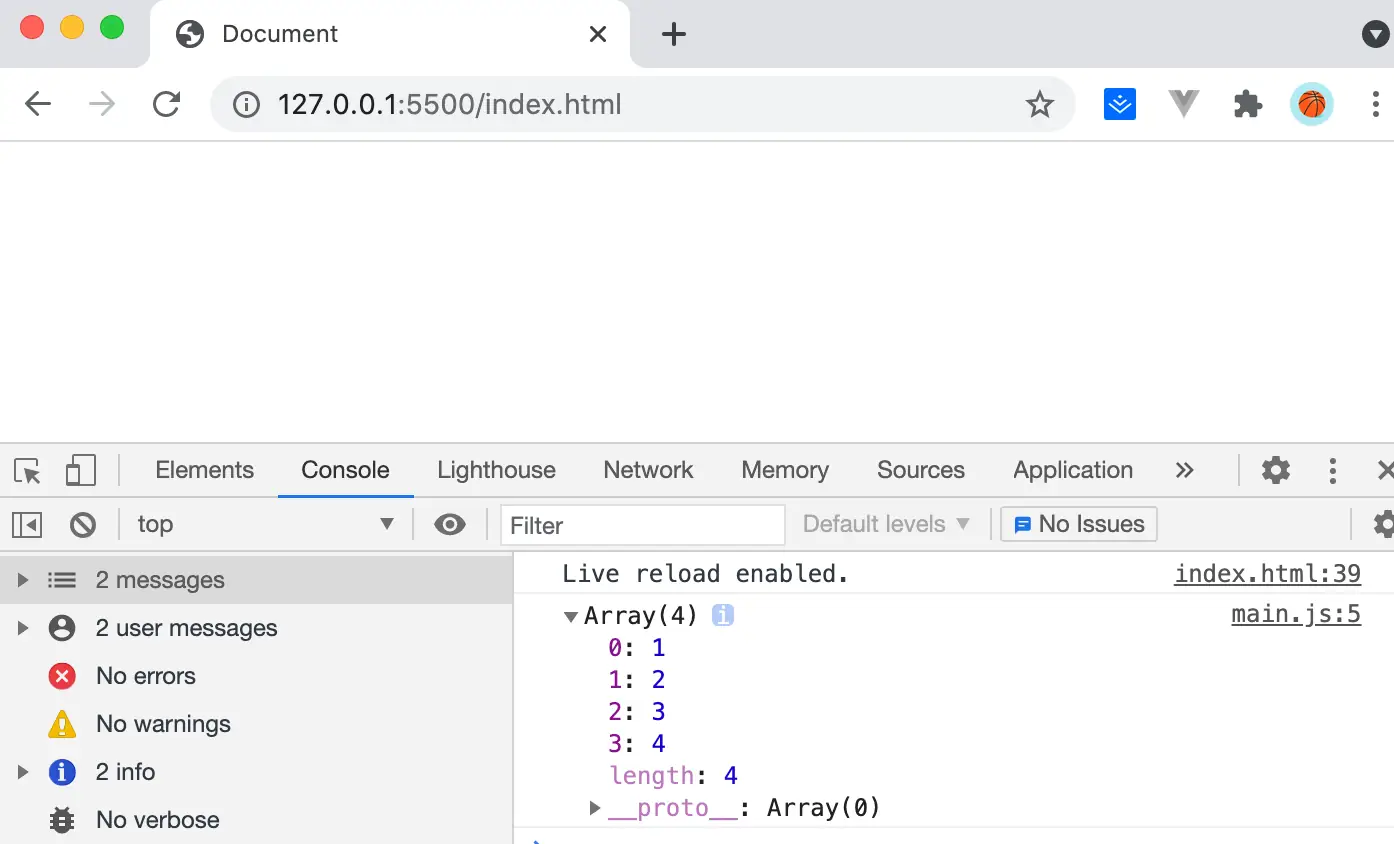 Document
127.0.0.1:5500/index.html
Elements Console Lighthouse Network Memory Sources Application
top Filter Default levels No Issues
2 messages
2 user messages
No errors
No warnings
2 info
No verbose
Live reload enabled. index.html:39
Array(4) i main.js:5
0: 1
1: 2
2: 3
3: 4
length: 4
__proto__: Array(0)